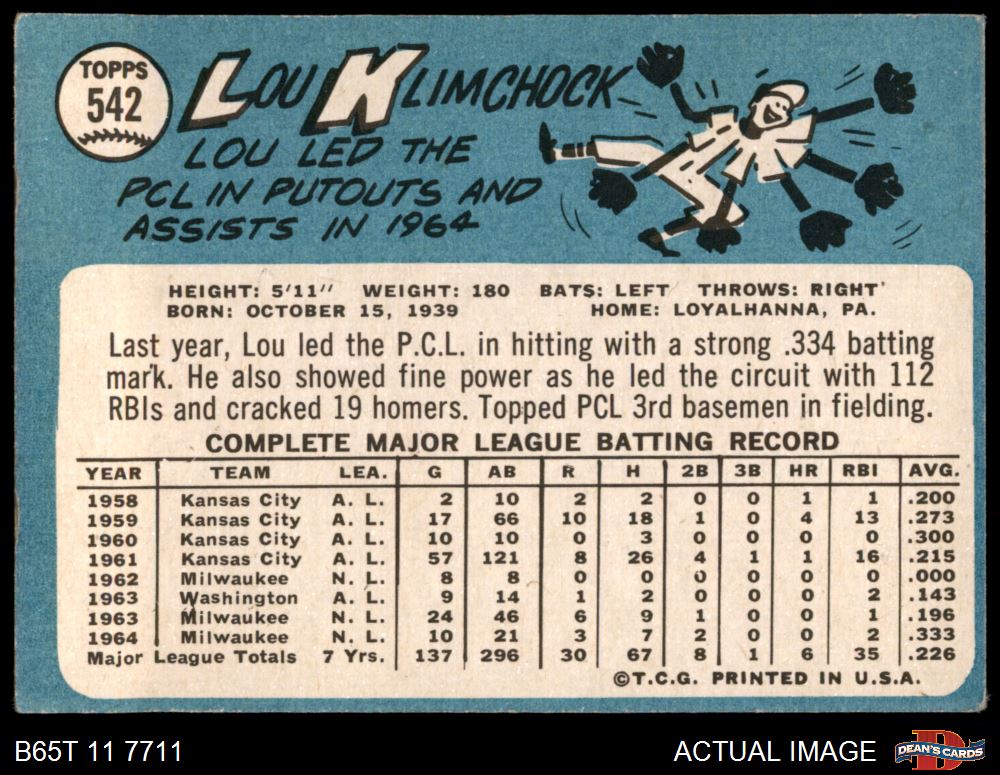 TOPPS
542
LOU KLIMCHOCK
LOU LED THE
PCL IN PUTOUTS AND
ASSISTS IN 1964
HEIGHT: 5'11" WEIGHT: 180 BATS: LEFT THROWS: RIGHT
BORN: OCTOBER 15, 1939 HOME: LOYALHANNA, PA.
Last year, Lou led the P.C.L. in hitting with a strong .334 batting
mark. He also showed fine power as he led the circuit with 112
RBIs and cracked 19 homers. Topped PCL 3rd basemen in fielding.
COMPLETE MAJOR LEAGUE BATTING RECORD
YEAR TEAM LEA. G AB R H 2B 3B HR RBI AVG.
1958 Kansas City A. L. 2 10 2 2 0 0 1 1 .200
1959 Kansas City A. L. 17 66 10 18 1 0 4 13 .273
1960 Kansas City A. L. 10 10 0 3 0 0 0 0 .300
1961 Kansas City A. L. 57 121 8 26 4 1 1 16 .215
1962 Milwaukee N. L. 8 8 0 0 0 0 0 0 .000
1963 Washington A. L. 9 14 1 2 0 0 0 2 .143
1963 Milwaukee N. L. 24 46 6 9 1 0 0 1 .196
1964 Milwaukee N. L. 10 21 3 7 2 0 0 2 .333
Major League Totals 7 Yrs. 137 296 30 67 8 1 6 35 .226
©T.C.G. PRINTED IN U.S.A.
B65T 11 7711 ACTUAL IMAGE DEAN'S CARDS